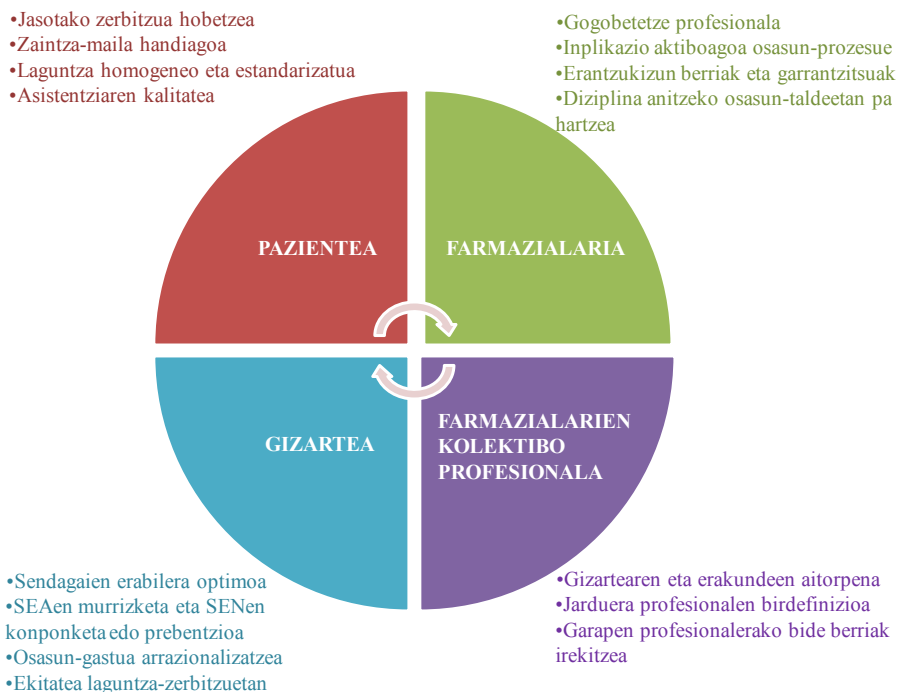 •Jasotako zerbitzua hobetzea
•Zaintza-maila handiagoa
•Laguntza homogeneo eta estandarizatua
•Asistentziaren kalitatea
•Gogobetetze profesionala
•Inplikazio aktiboagoa osasun-prozesue
•Erantzukizun berriak eta garrantzitsuak
•Diziplina anitzeko osasun-taldeetan pa
hartzea
PAZIENTEA
FARMAZIALARIA
GIZARTEA
FARMAZIALARIEN
KOLEKTIBO
PROFESIONALA
•Sendagaien erabilera optimoa
•SEAen murrizketa eta SENen
konponketa edo prebentzioa
•Osasun-gastua arrazionalizatzea
•Ekitatea laguntza-zerbitzuetan
•Gizartearen eta erakundeen aitorpena
•Jarduera profesionalen birdefinizioa
•Garapen profesionalerako bide berriak
irekitzea